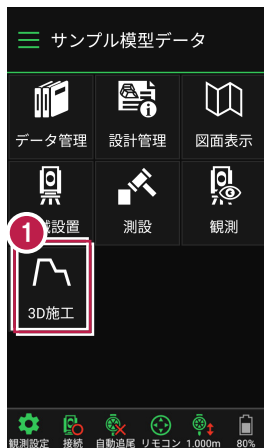 サンプル模型データ
データ管理 設計管理 図面表示
械設置 測設 観測
1
3D施工
観測設定 接続 自動追尾 リモコン 1.000m 80%